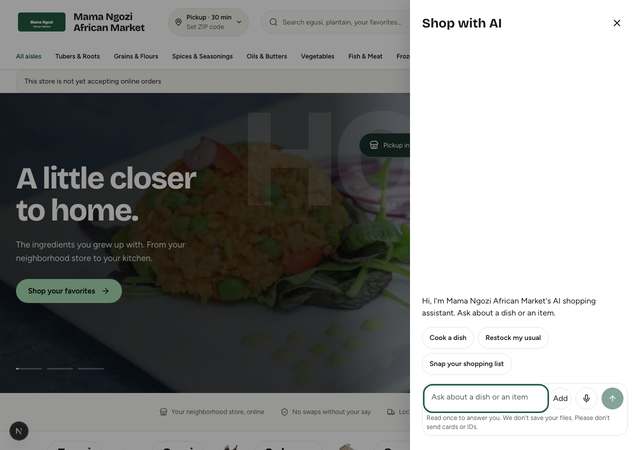 Mama Ngozi
Mama Ngozi
African Market
Pickup · 30 min
Set ZIP code
Search egusi, plantain, your favorites...
All aisles
Tubers & Roots
Grains & Flours
Spices & Seasonings
Oils & Butters
Vegetables
Fish & Meat
Froz
This store is not yet accepting online orders
HO
Pickup in
A little closer
to home.
The ingredients you grew up with. From your
neighborhood store to your kitchen.
Shop your favorites
Your neighborhood store, online
No swaps without your say
Loc
N
Shop with AI
Hi, I'm Mama Ngozi African Market's AI shopping
assistant. Ask about a dish or an item.
Cook a dish
Restock my usual
Snap your shopping list
Ask about a dish or an item
Add
Read once to answer you. We don't save your files. Please don't
send cards or IDs.